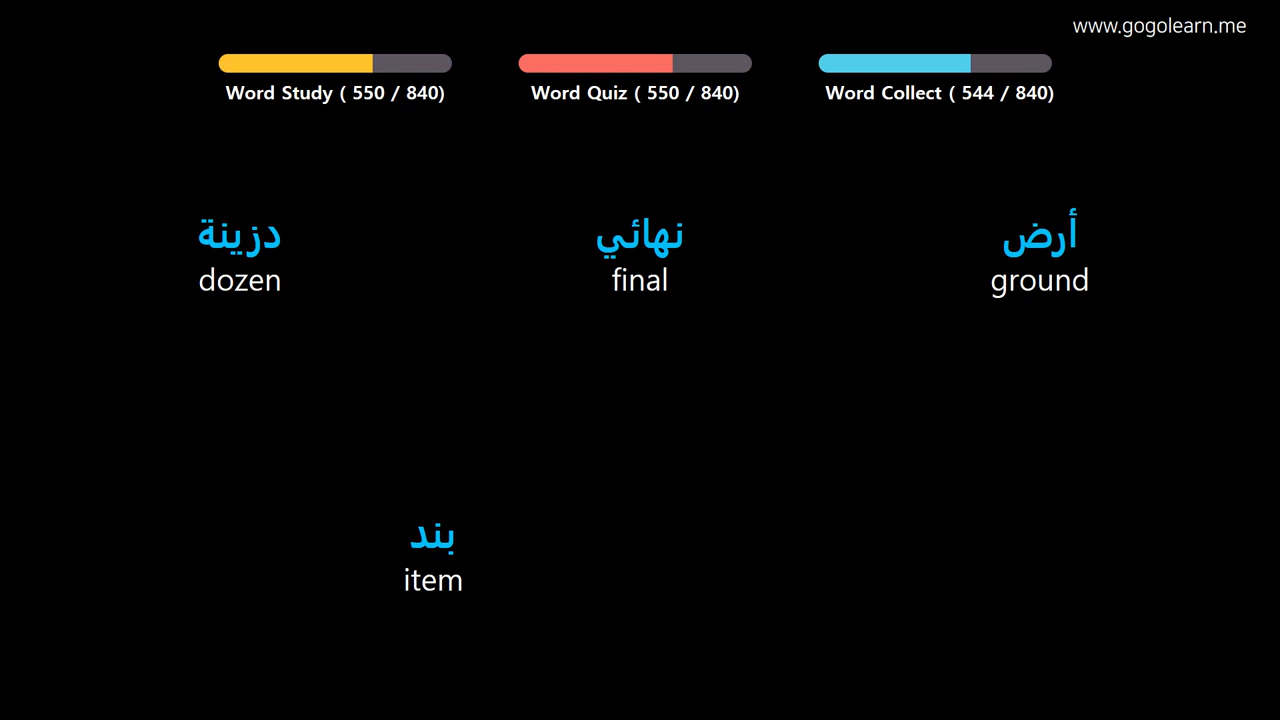 www.gogolearn.me
Word Study ( 550 / 840)
Word Quiz ( 550 / 840)
Word Collect ( 544 / 840)
دزينة
dozen
نهائي
final
أرض
ground
بند
item